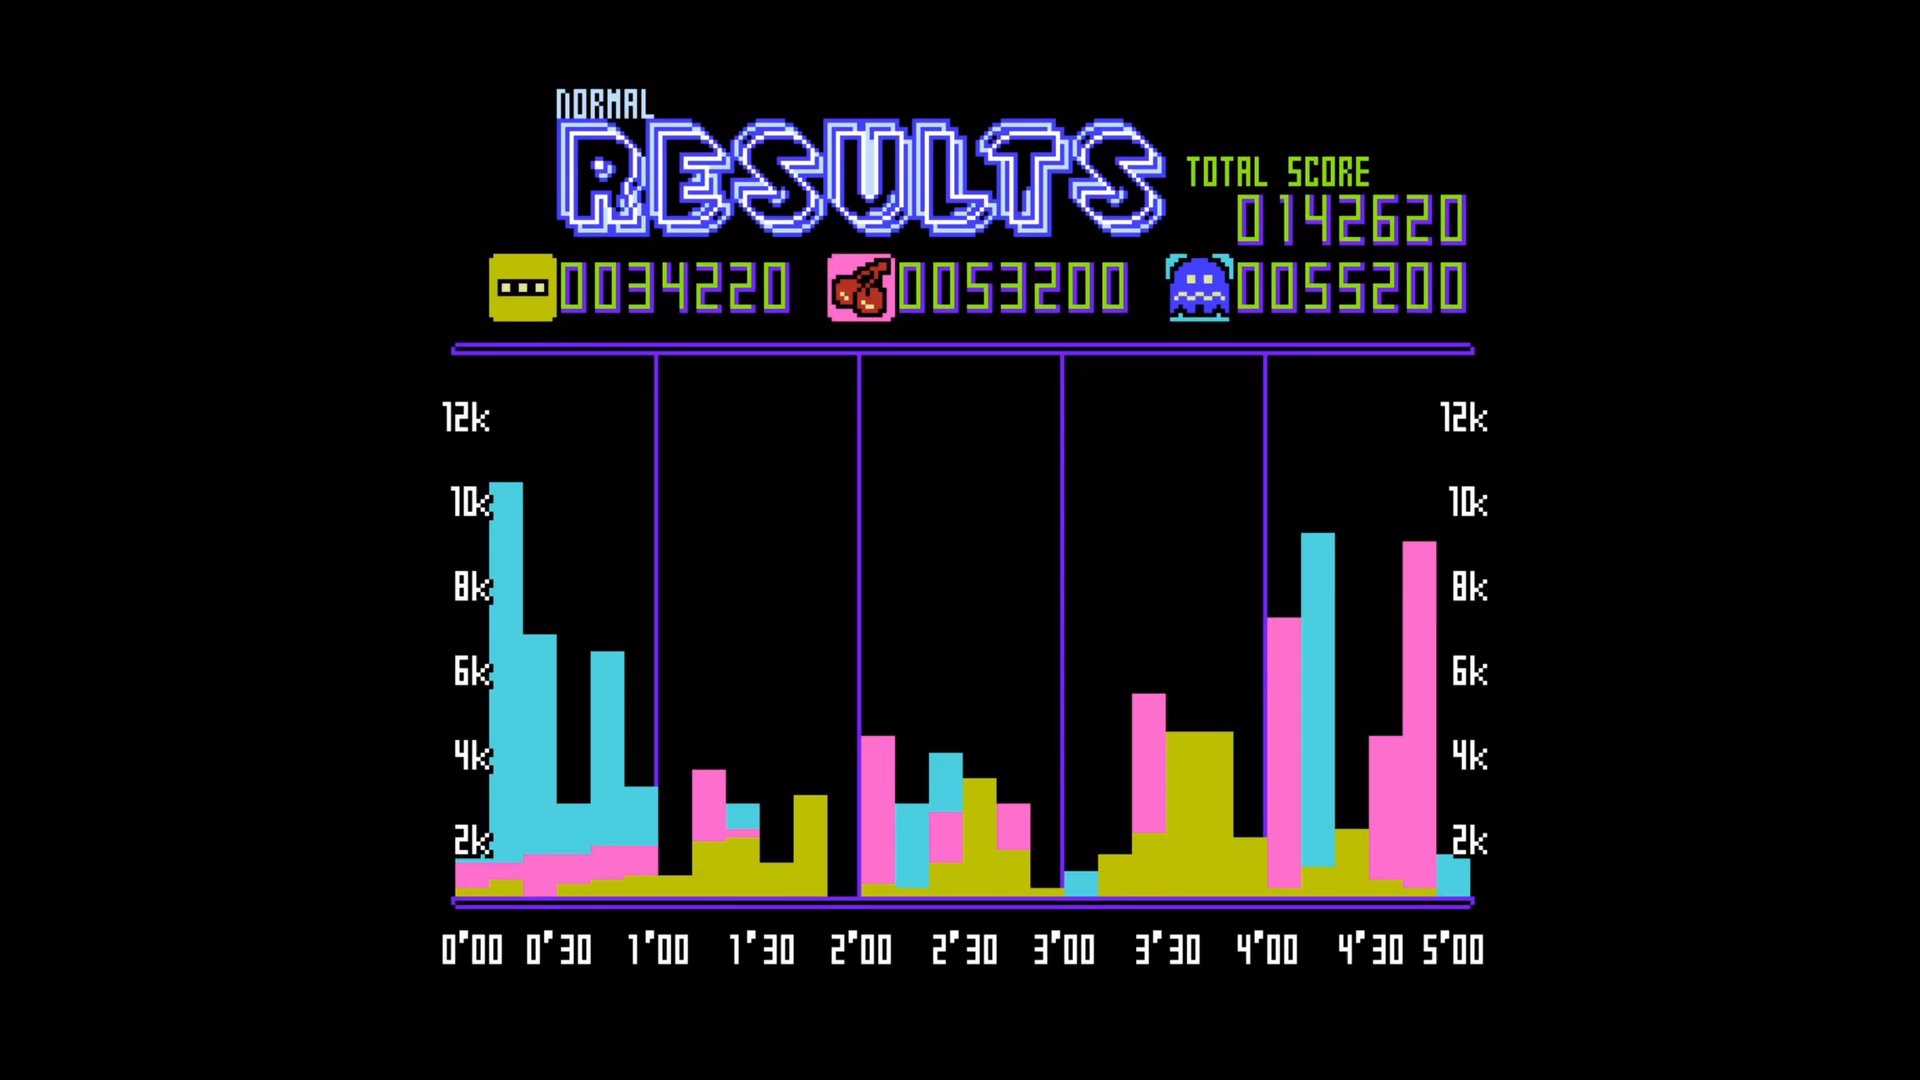 NORMAL
RESULTS
TOTAL SCORE
0142620
0034220 0053200 0055200
12k 12k
10k 10k
8k 8k
6k 6k
4k 4k
2k 2k
0'00 0'30 1'00 1'30 2'00 2'30 3'00 3'30 4'00 4'30 5'00